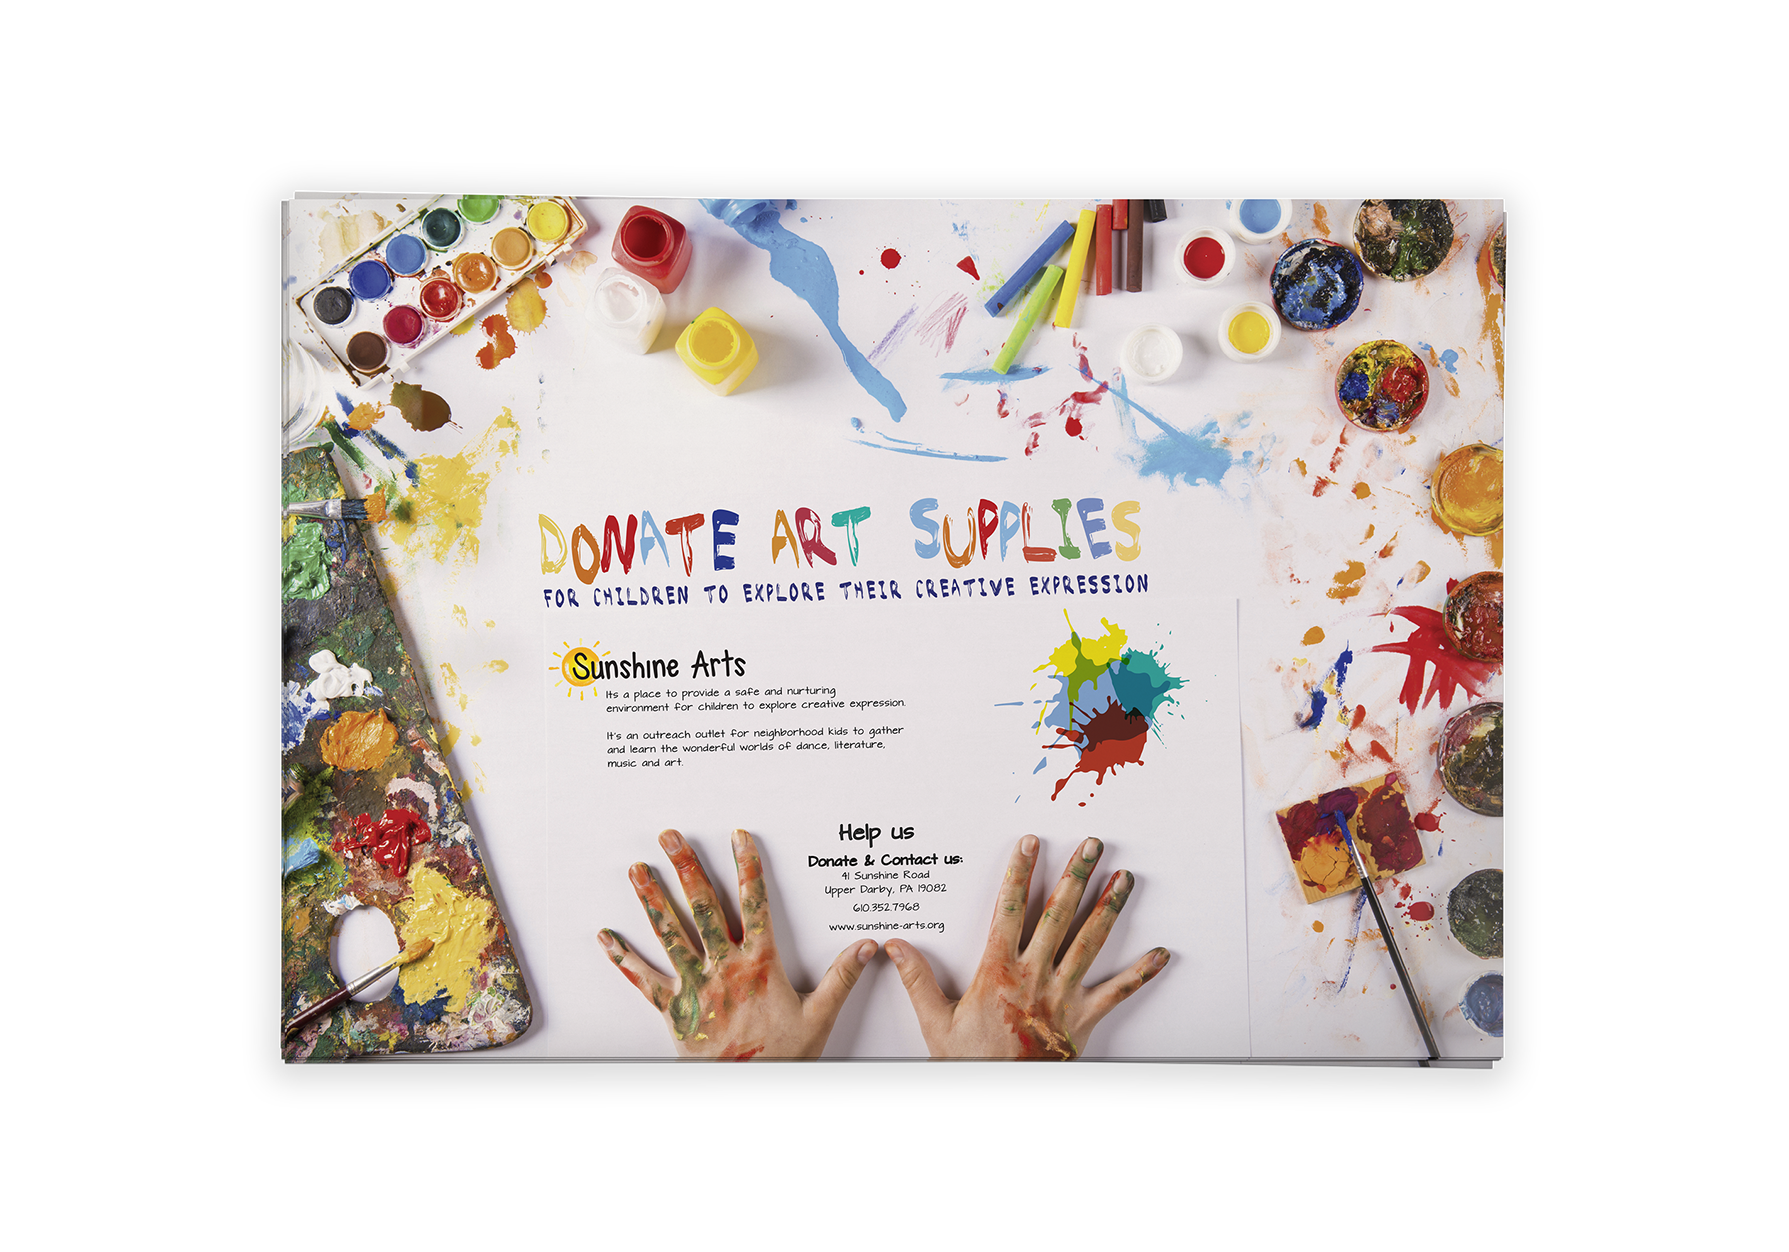 DONATE ART SUPPLIES
FOR CHILDREN TO EXPLORE THEIR CREATIVE EXPRESSION
Sunshine Arts
Its a place to provide a safe and nurturing
environment for children to explore creative expression.
It's an outreach outlet for neighborhood kids to gather
and learn the wonderful worlds of dance, literature,
music and art.
Help us
Donate & Contact us:
41 Sunshine Road
Upper Darby, PA 19082
610.352.7968
www.sunshine-arts.org